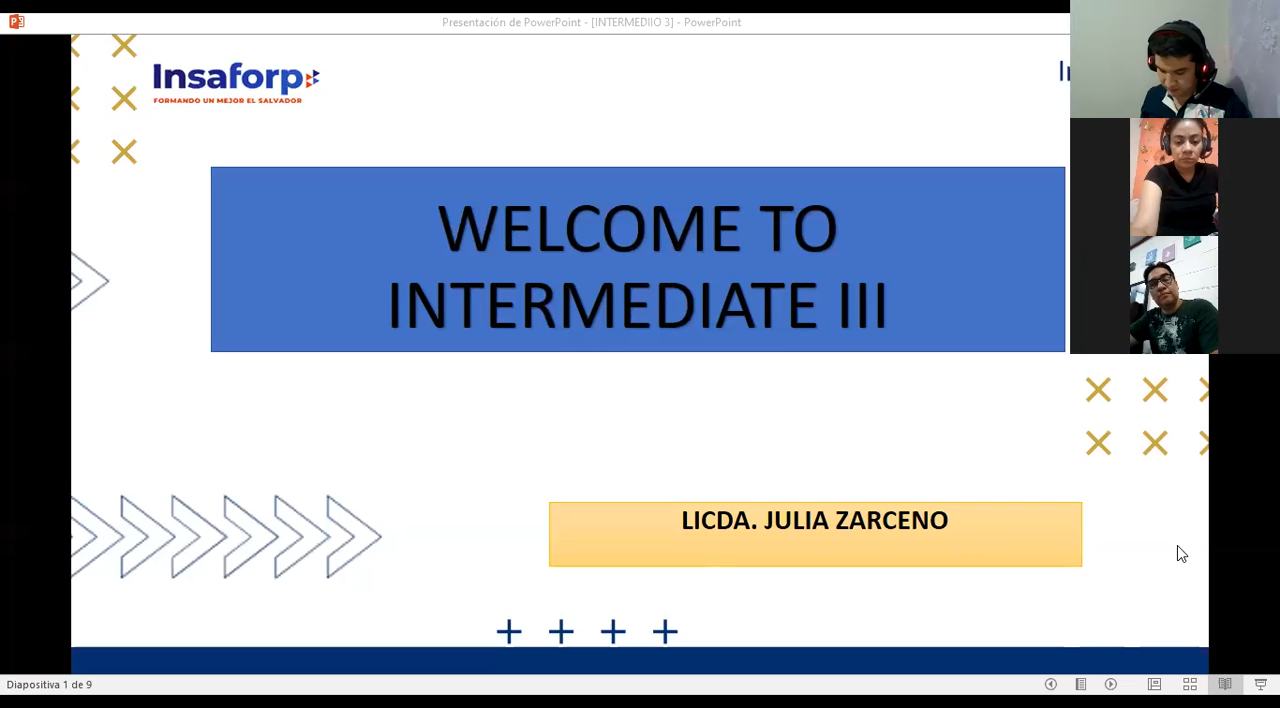 Presentación de PowerPoint - [INTERMEDIIO 3] - PowerPoint
Insaforp
FORMANDO UN MEJOR EL SALVADOR
WELCOME TO
INTERMEDIATE III
LICDA. JULIA ZARCENO
Diapositiva 1 de 9